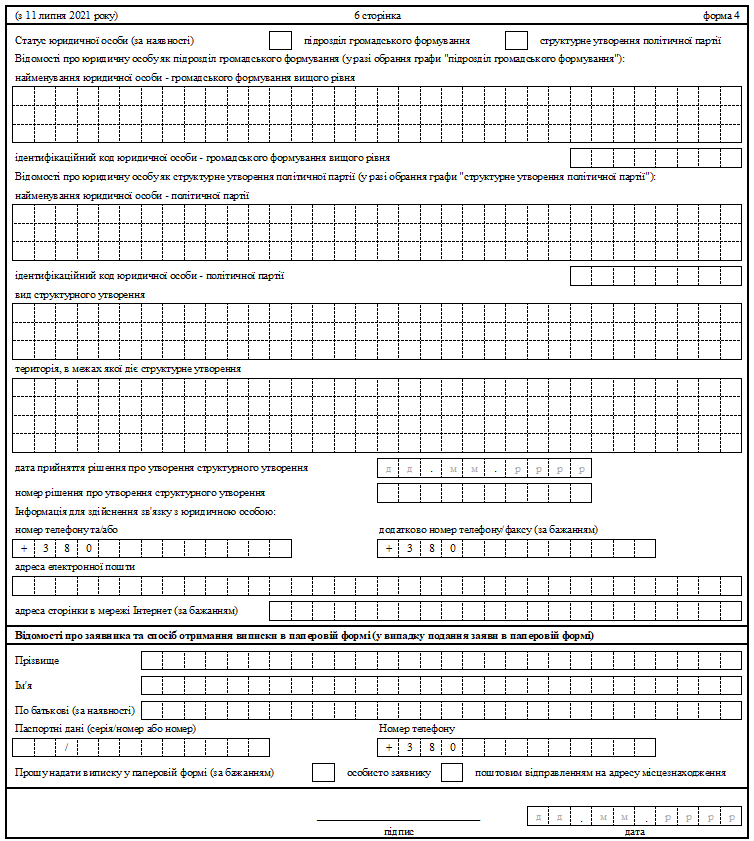 (з 11 липня 2021 року) 6 сторінка форма 4
Статус юридичної особи (за наявності) підрозділ громадського формування структурне утворення політичної партії
Відомості про юридичну особу як підрозділ громадського формування (у разі обрання графи "підрозділ громадського формування"):
найменування юридичної особи - громадського формування вищого рівня
ідентифікаційний код юридичної особи - громадського формування вищого рівня
Відомості про юридичну особу як структурне утворення політичної партії (у разі обрання графи "структурне утворення політичної партії"):
найменування юридичної особи - політичної партії
ідентифікаційний код юридичної особи - політичної партії
вид структурного утворення
територія, в межах якої діє структурне утворення
дата прийняття рішення про утворення структурного утворення д д . м м . р р р р
номер рішення про утворення структурного утворення
Інформація для здійснення зв'язку з юридичною особою:
номер телефону та/або додатково номер телефону/факсу (за бажанням)
+ 3 8 0 + 3 8 0
адреса електронної пошти
адреса сторінки в мережі Інтернет (за бажанням)
Відомості про заявника та спосіб отримання виписки в паперовій формі (у випадку подання заяви в паперовій формі)
Прізвище
Ім'я
По батькові (за наявності)
Паспортні дані (серія/номер або номер) Номер телефону
/ + 3 8 0
Прошу надати виписку у паперовій формі (за бажанням) особисто заявнику поштовим відправленням на адресу місцезнаходження
д д . м м . р р р р
підпис дата